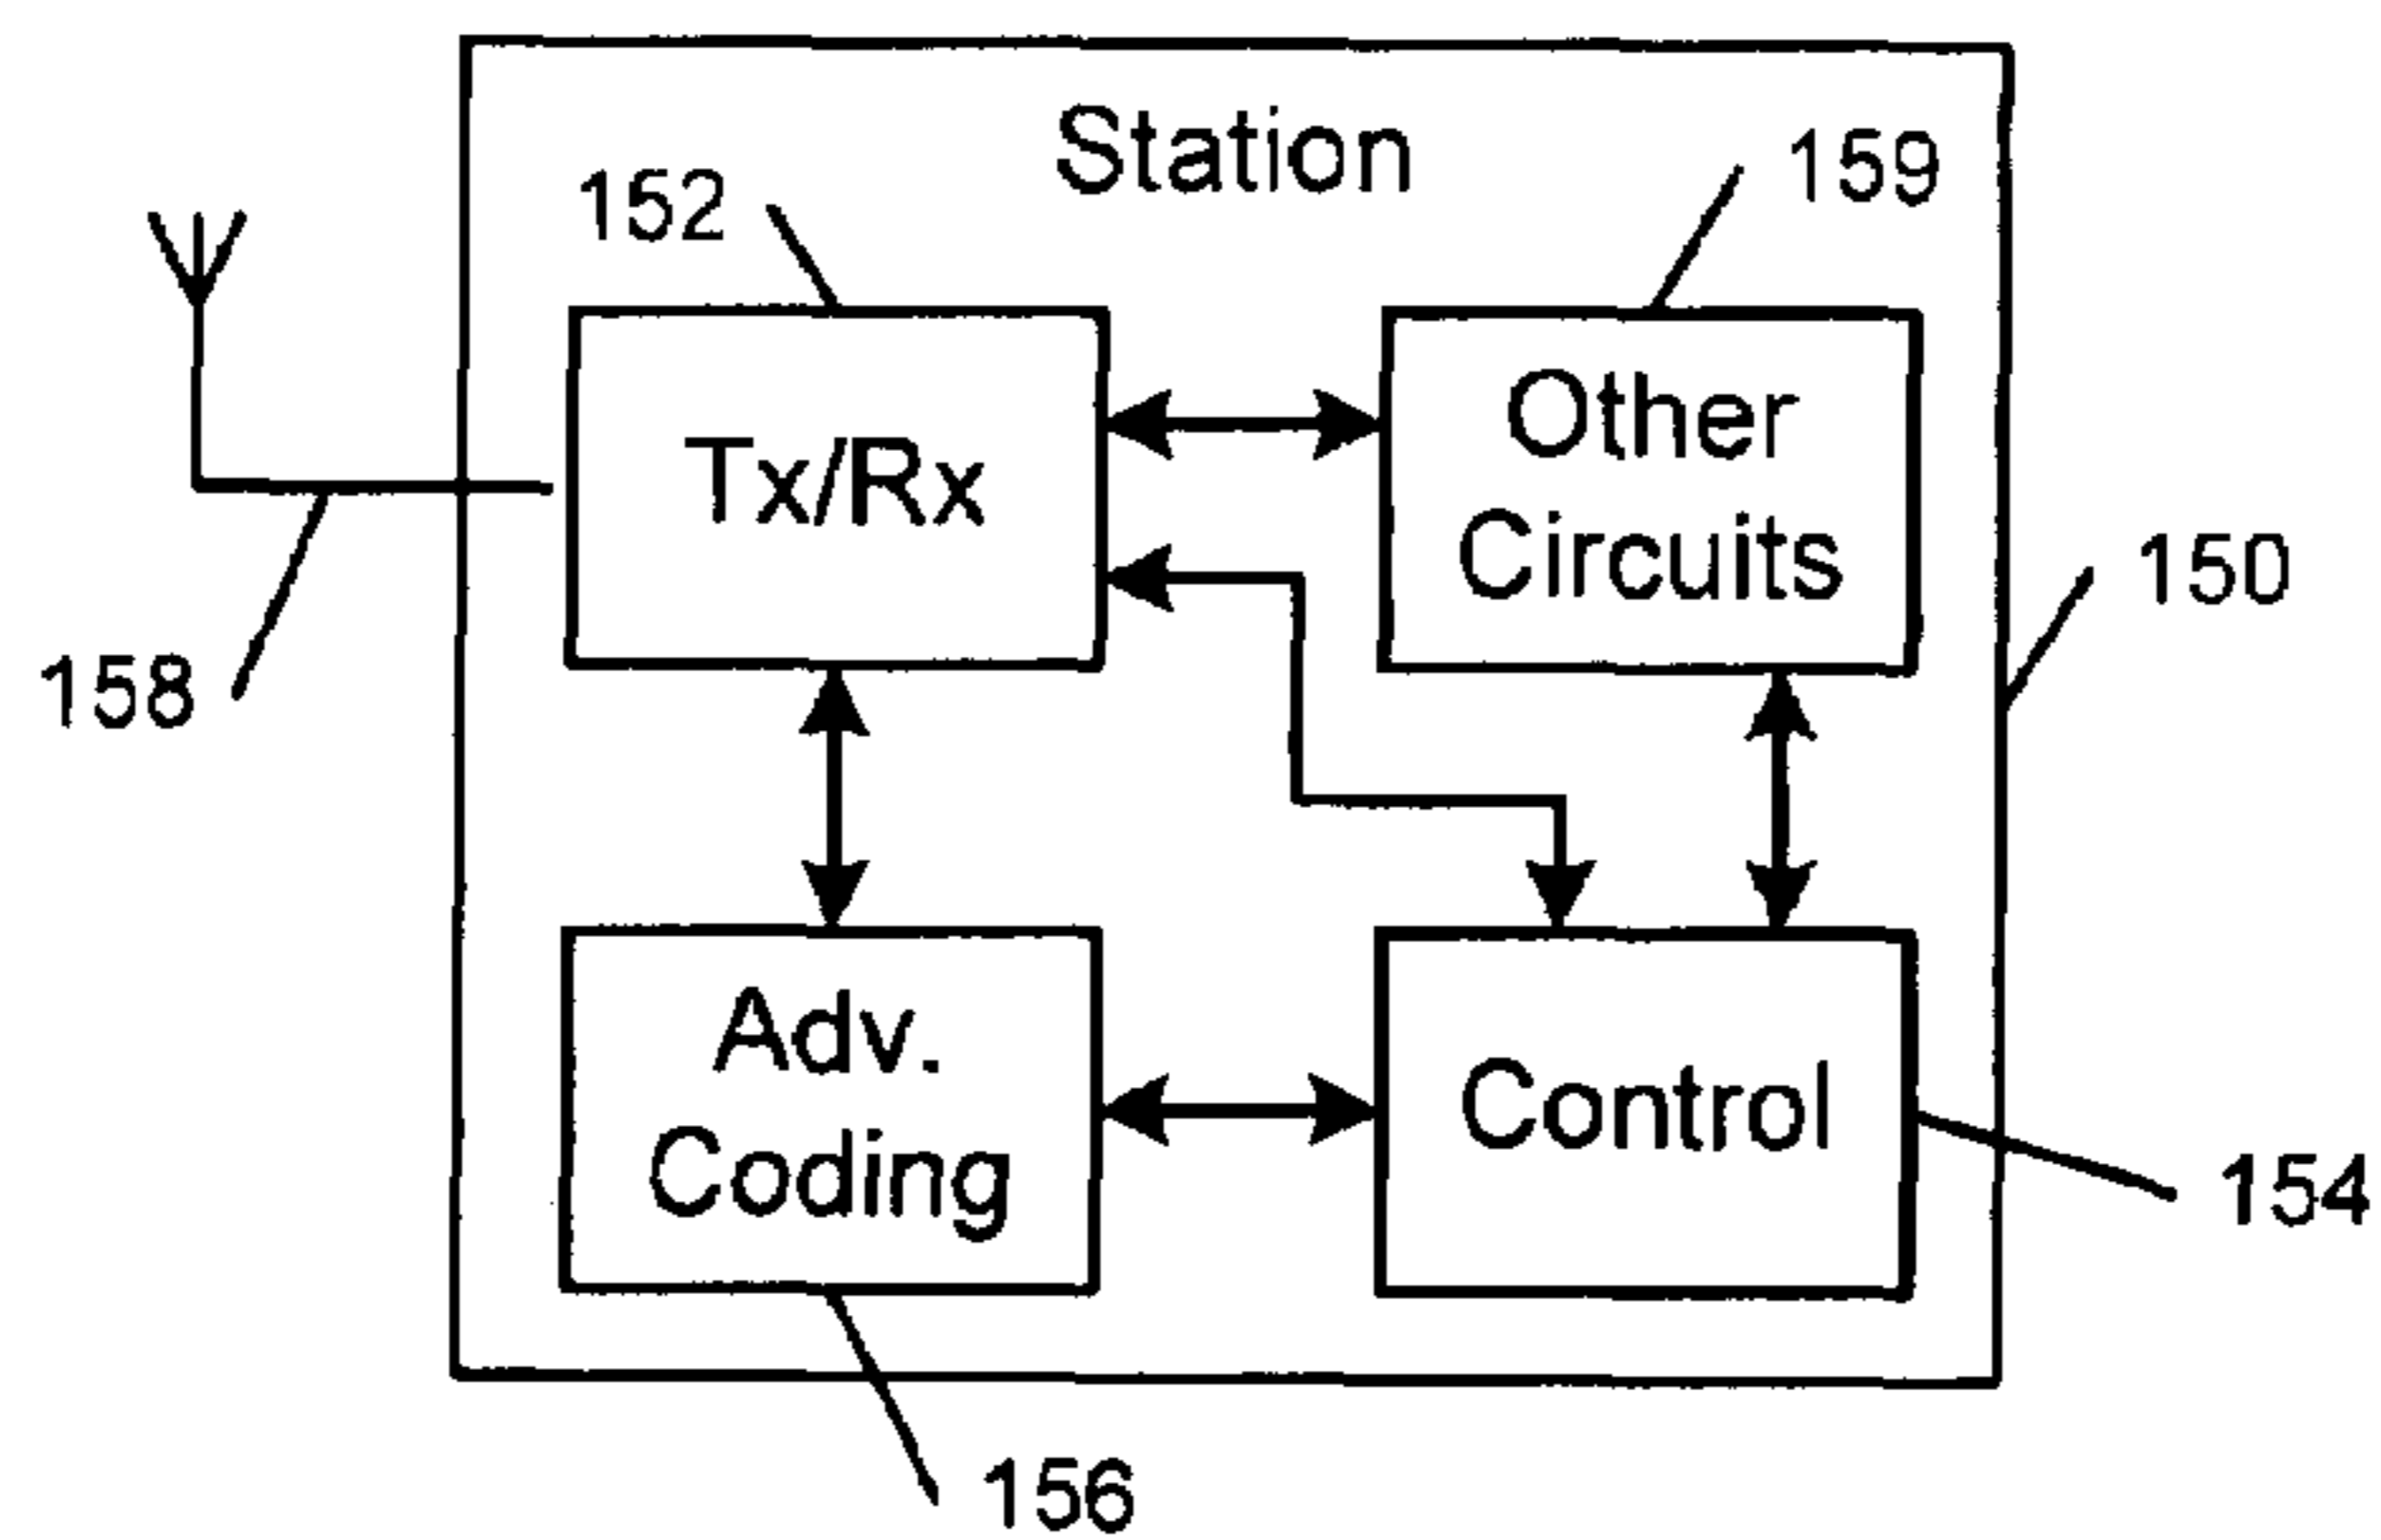 Station
152
159
Tx/Rx
Other
Circuits
150
158
Adv.
Coding
Control
154
156